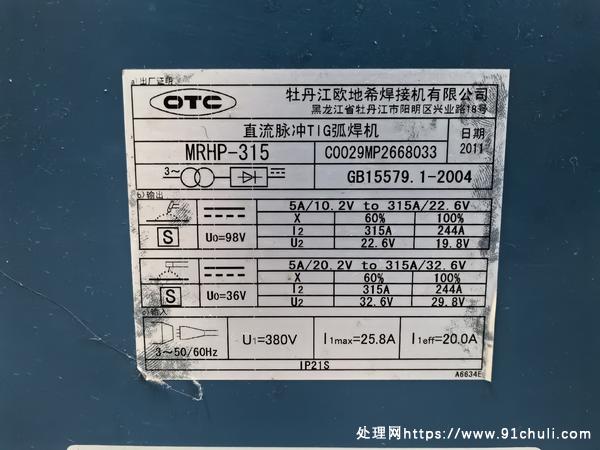 a)出厂证明
OTC 牡丹江欧地希焊接机有限公司
黑龙江省牡丹江市阳明区兴业路18号
直流脉冲TIG弧焊机 日期
MRHP-315 C0029MP2668033 2011
3~ GB15579.1-2004
b)输出
5A/10.2V to 315A/22.6V
X 60% 100%
S U0=98V I2 315A 244A
U2 22.6V 19.8V
5A/20.2V to 315A/32.6V
X 60% 100%
S U0=36V I2 315A 244A
U2 32.6V 29.8V
c)输入
3~50/60Hz U1=380V I1max=25.8A I1eff=20.0A
IP21S
A6634E
处理网https://www.91chuli.com/